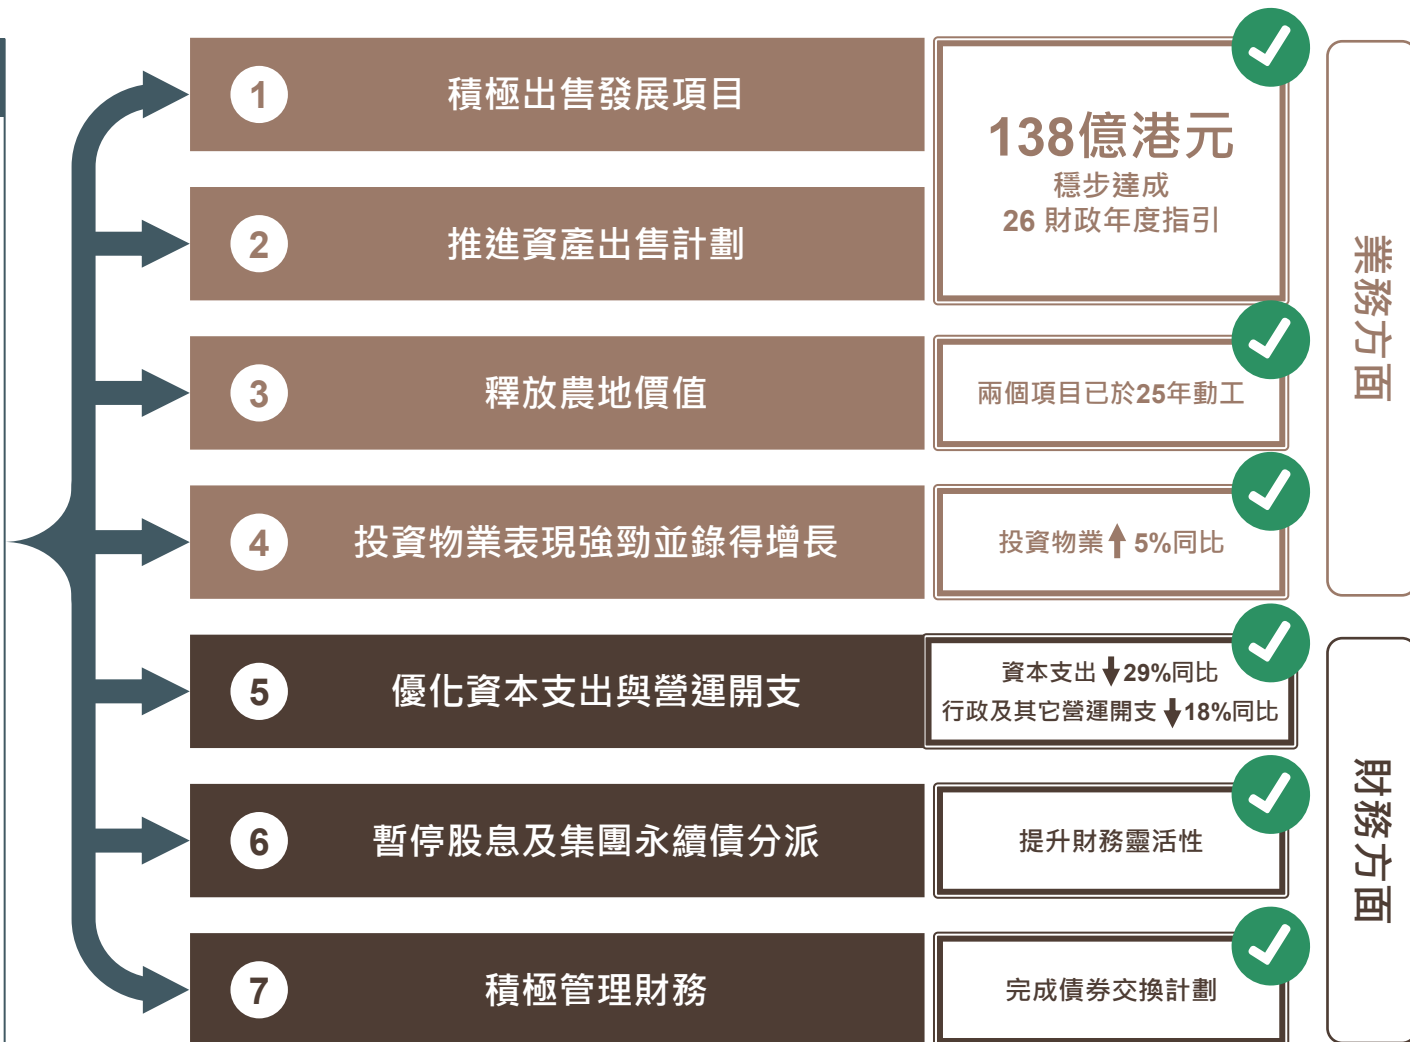 1
積極出售發展項目
138億港元
穩步達成
26 財政年度指引
2
推進資產出售計劃
3
釋放農地價值
兩個項目已於25年動工
4
投資物業表現強勁並錄得增長
投資物業 5%同比
業務方面
5
優化資本支出與營運開支
資本支出 29%同比
行政及其它營運開支 18%同比
6
暫停股息及集團永續債分派
提升財務靈活性
7
積極管理財務
完成債券交換計劃
財務方面